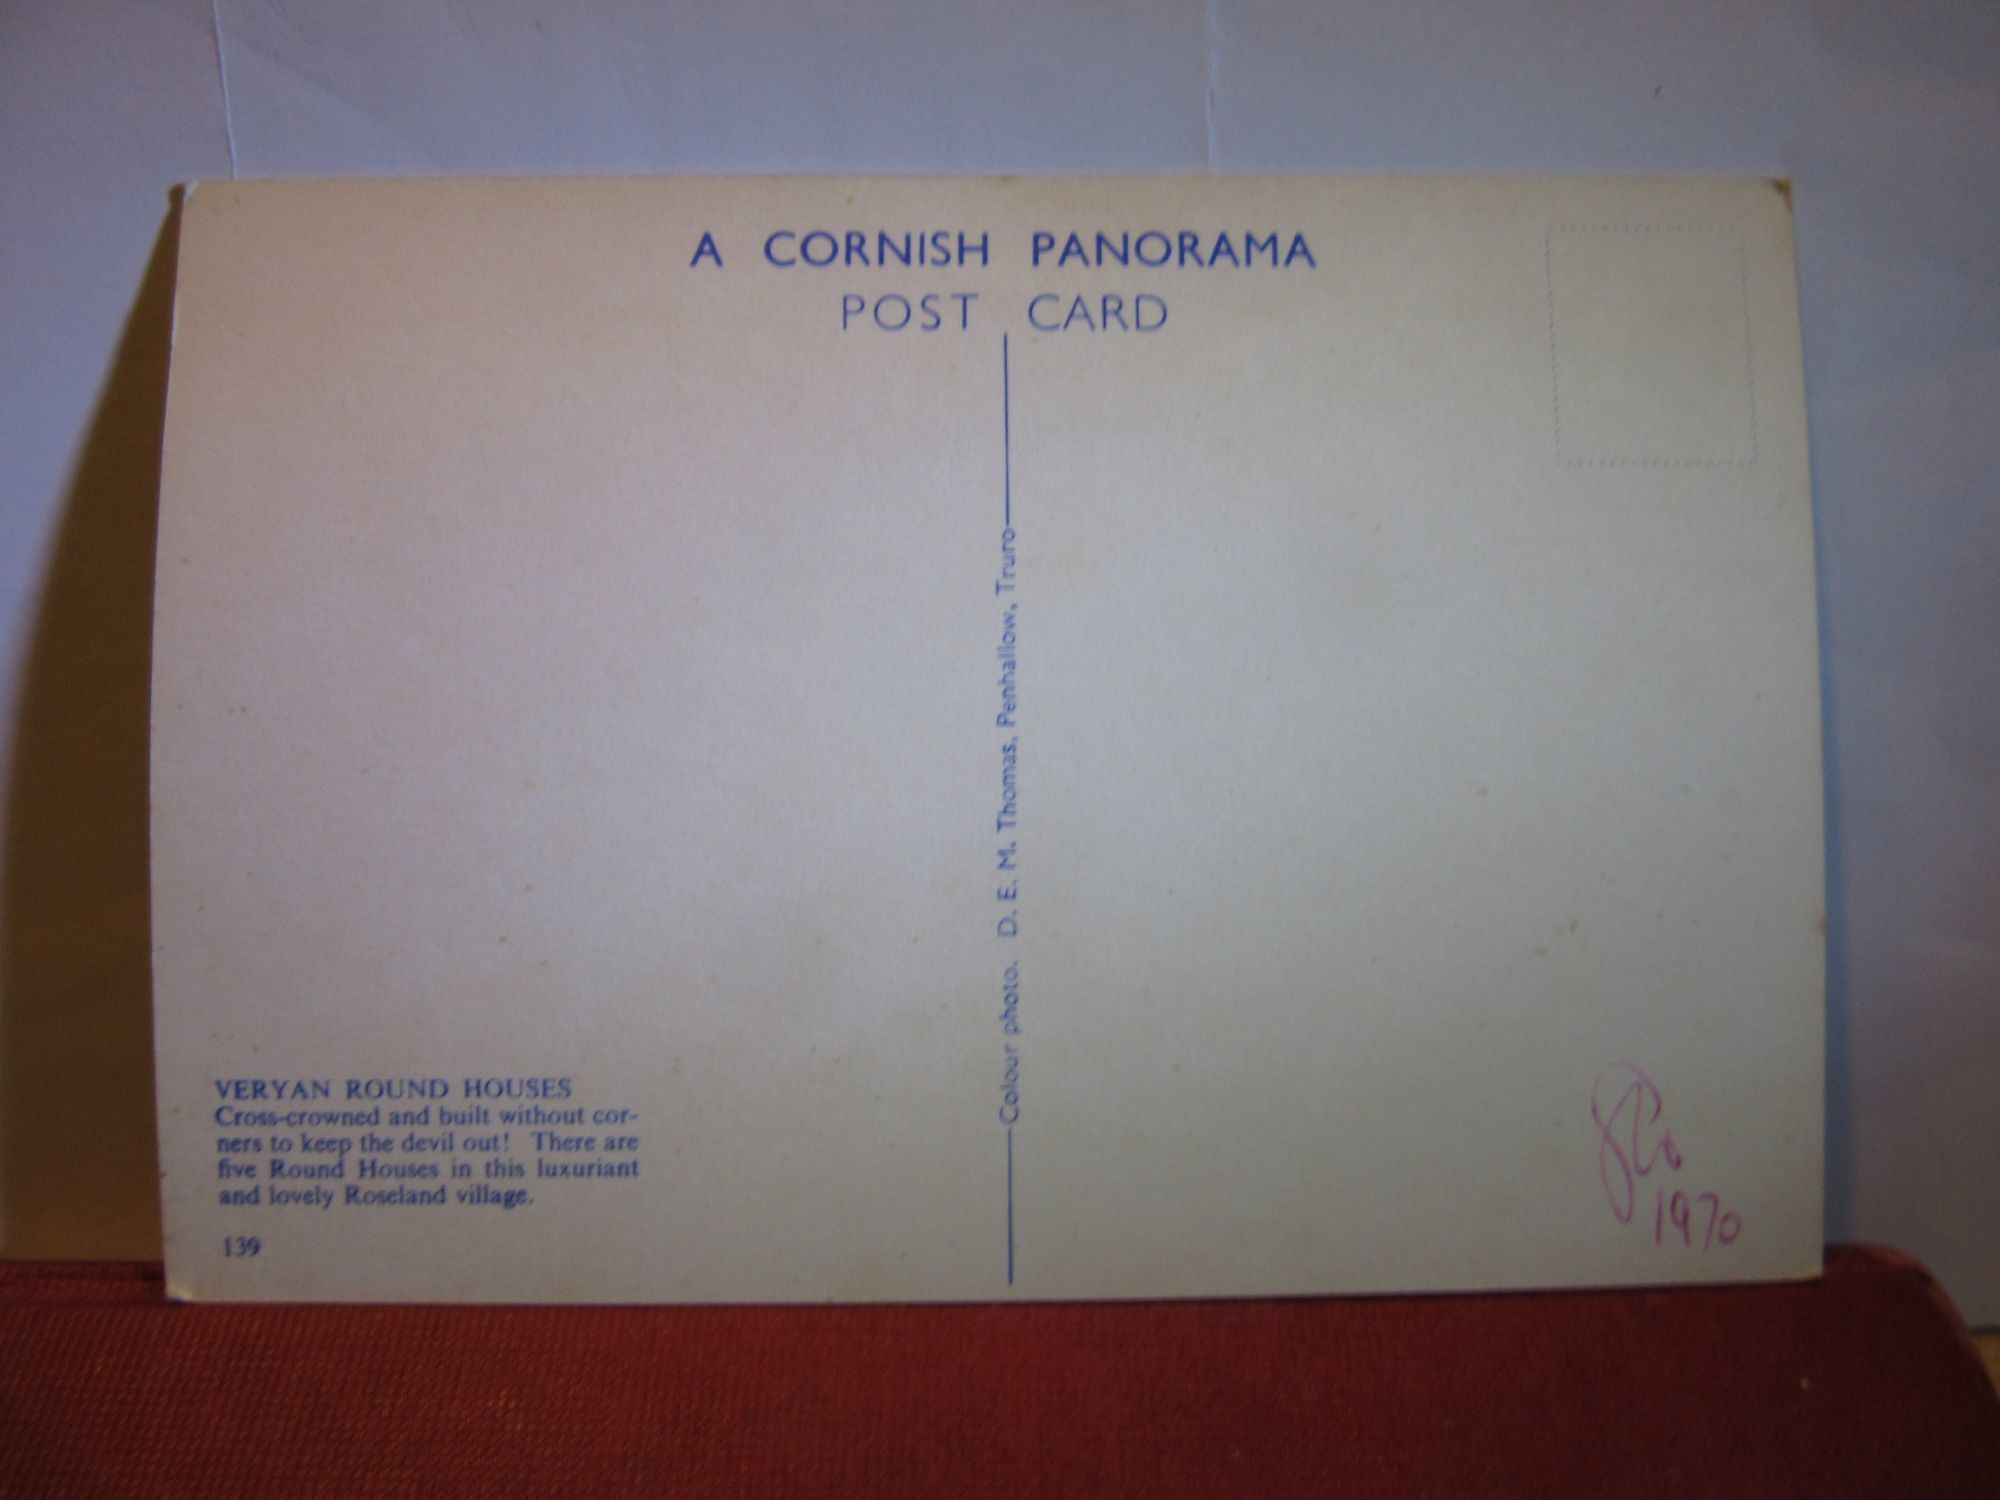 A CORNISH PANORAMA
POST CARD
Colour photo. D. E. M. Thomas, Penhallow, Truro
VERYAN ROUND HOUSES
Cross-crowned and built without cor-
ners to keep the devil out! There are
five Round Houses in this luxuriant
and lovely Roseland village.
139
1970